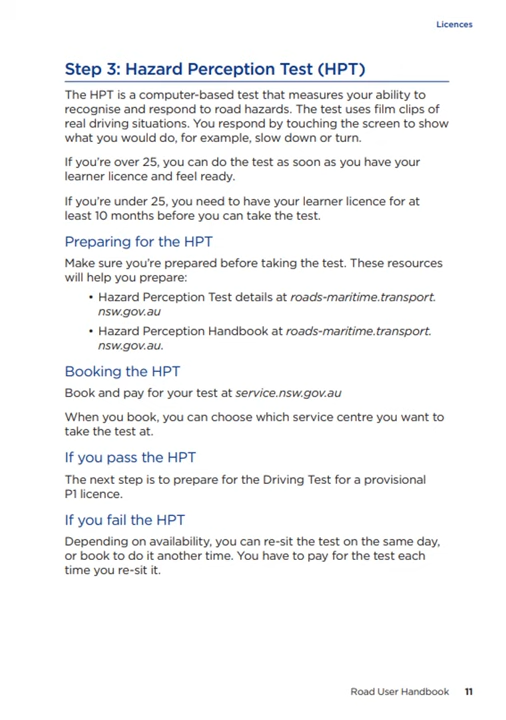 Licences
Step 3: Hazard Perception Test (HPT)
The HPT is a computer-based test that measures your ability to
recognise and respond to road hazards. The test uses film clips of
real driving situations. You respond by touching the screen to show
what you would do, for example, slow down or turn.
If you're over 25, you can do the test as soon as you have your
learner licence and feel ready.
If you're under 25, you need to have your learner licence for at
least 10 months before you can take the test.
Preparing for the HPT
Make sure you're prepared before taking the test. These resources
will help you prepare:
• Hazard Perception Test details at roads-maritime.transport.
nsw.gov.au
• Hazard Perception Handbook at roads-maritime.transport.
nsw.gov.au.
Booking the HPT
Book and pay for your test at service.nsw.gov.au
When you book, you can choose which service centre you want to
take the test at.
If you pass the HPT
The next step is to prepare for the Driving Test for a provisional
P1 licence.
If you fail the HPT
Depending on availability, you can re-sit the test on the same day,
or book to do it another time. You have to pay for the test each
time you re-sit it.
Road User Handbook 11